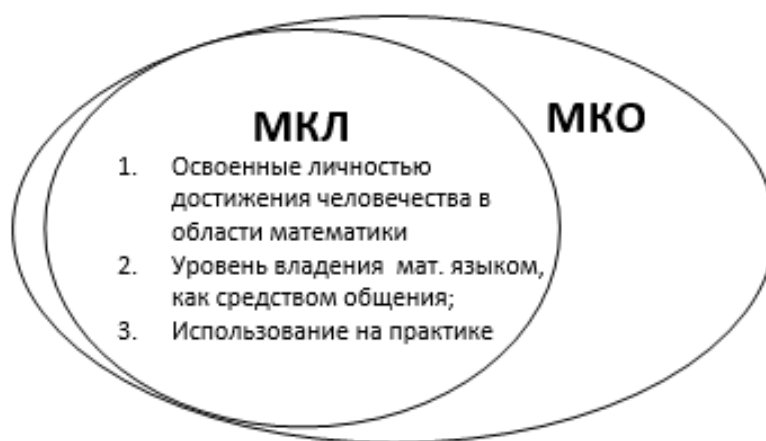 МКЛ
МКО
1. Освоенные личностью
достижения человечества в
области математики
2. Уровень владения мат. языком,
как средством общения;
3. Использование на практике